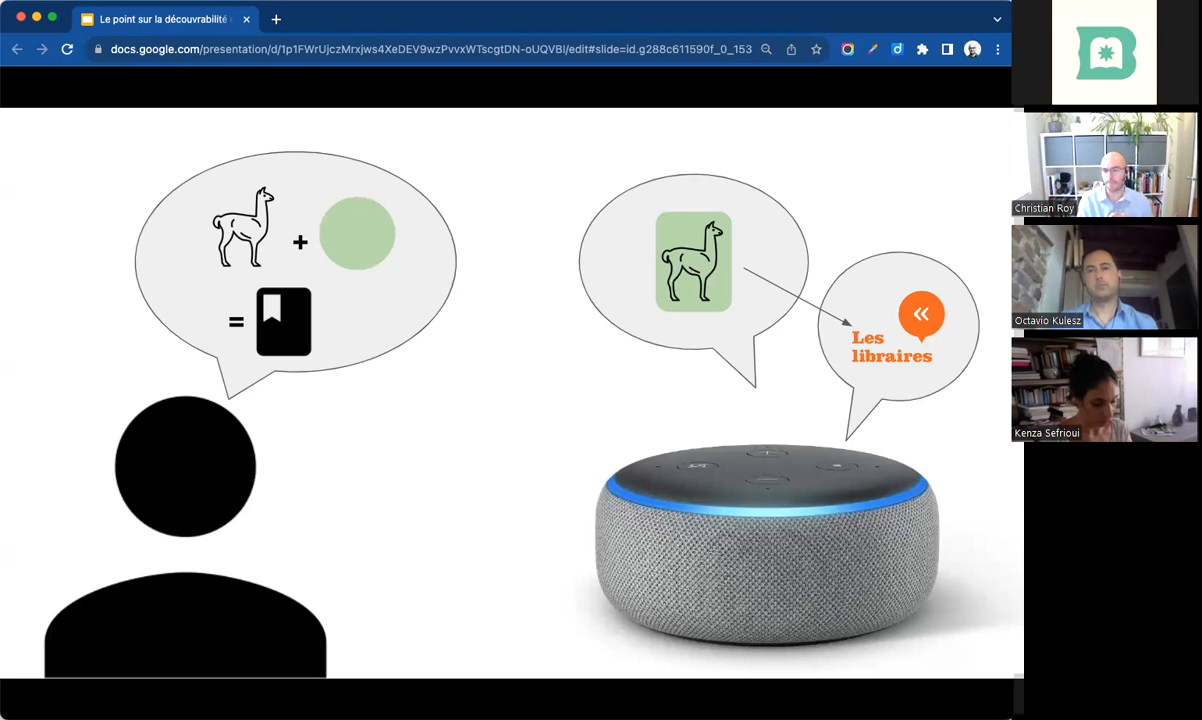 Le point sur la découvrabilité
docs.google.com/presentation/d/1p1FWrUjczMrxjws4XeDEV9wzPvvxWTscgtDN-oUQVBI/edit#slide=id.g288c611590f_0_153
+
=
«
Les
libraires
Christian Roy
Octavio Kulesz
Kenza Sefrioui